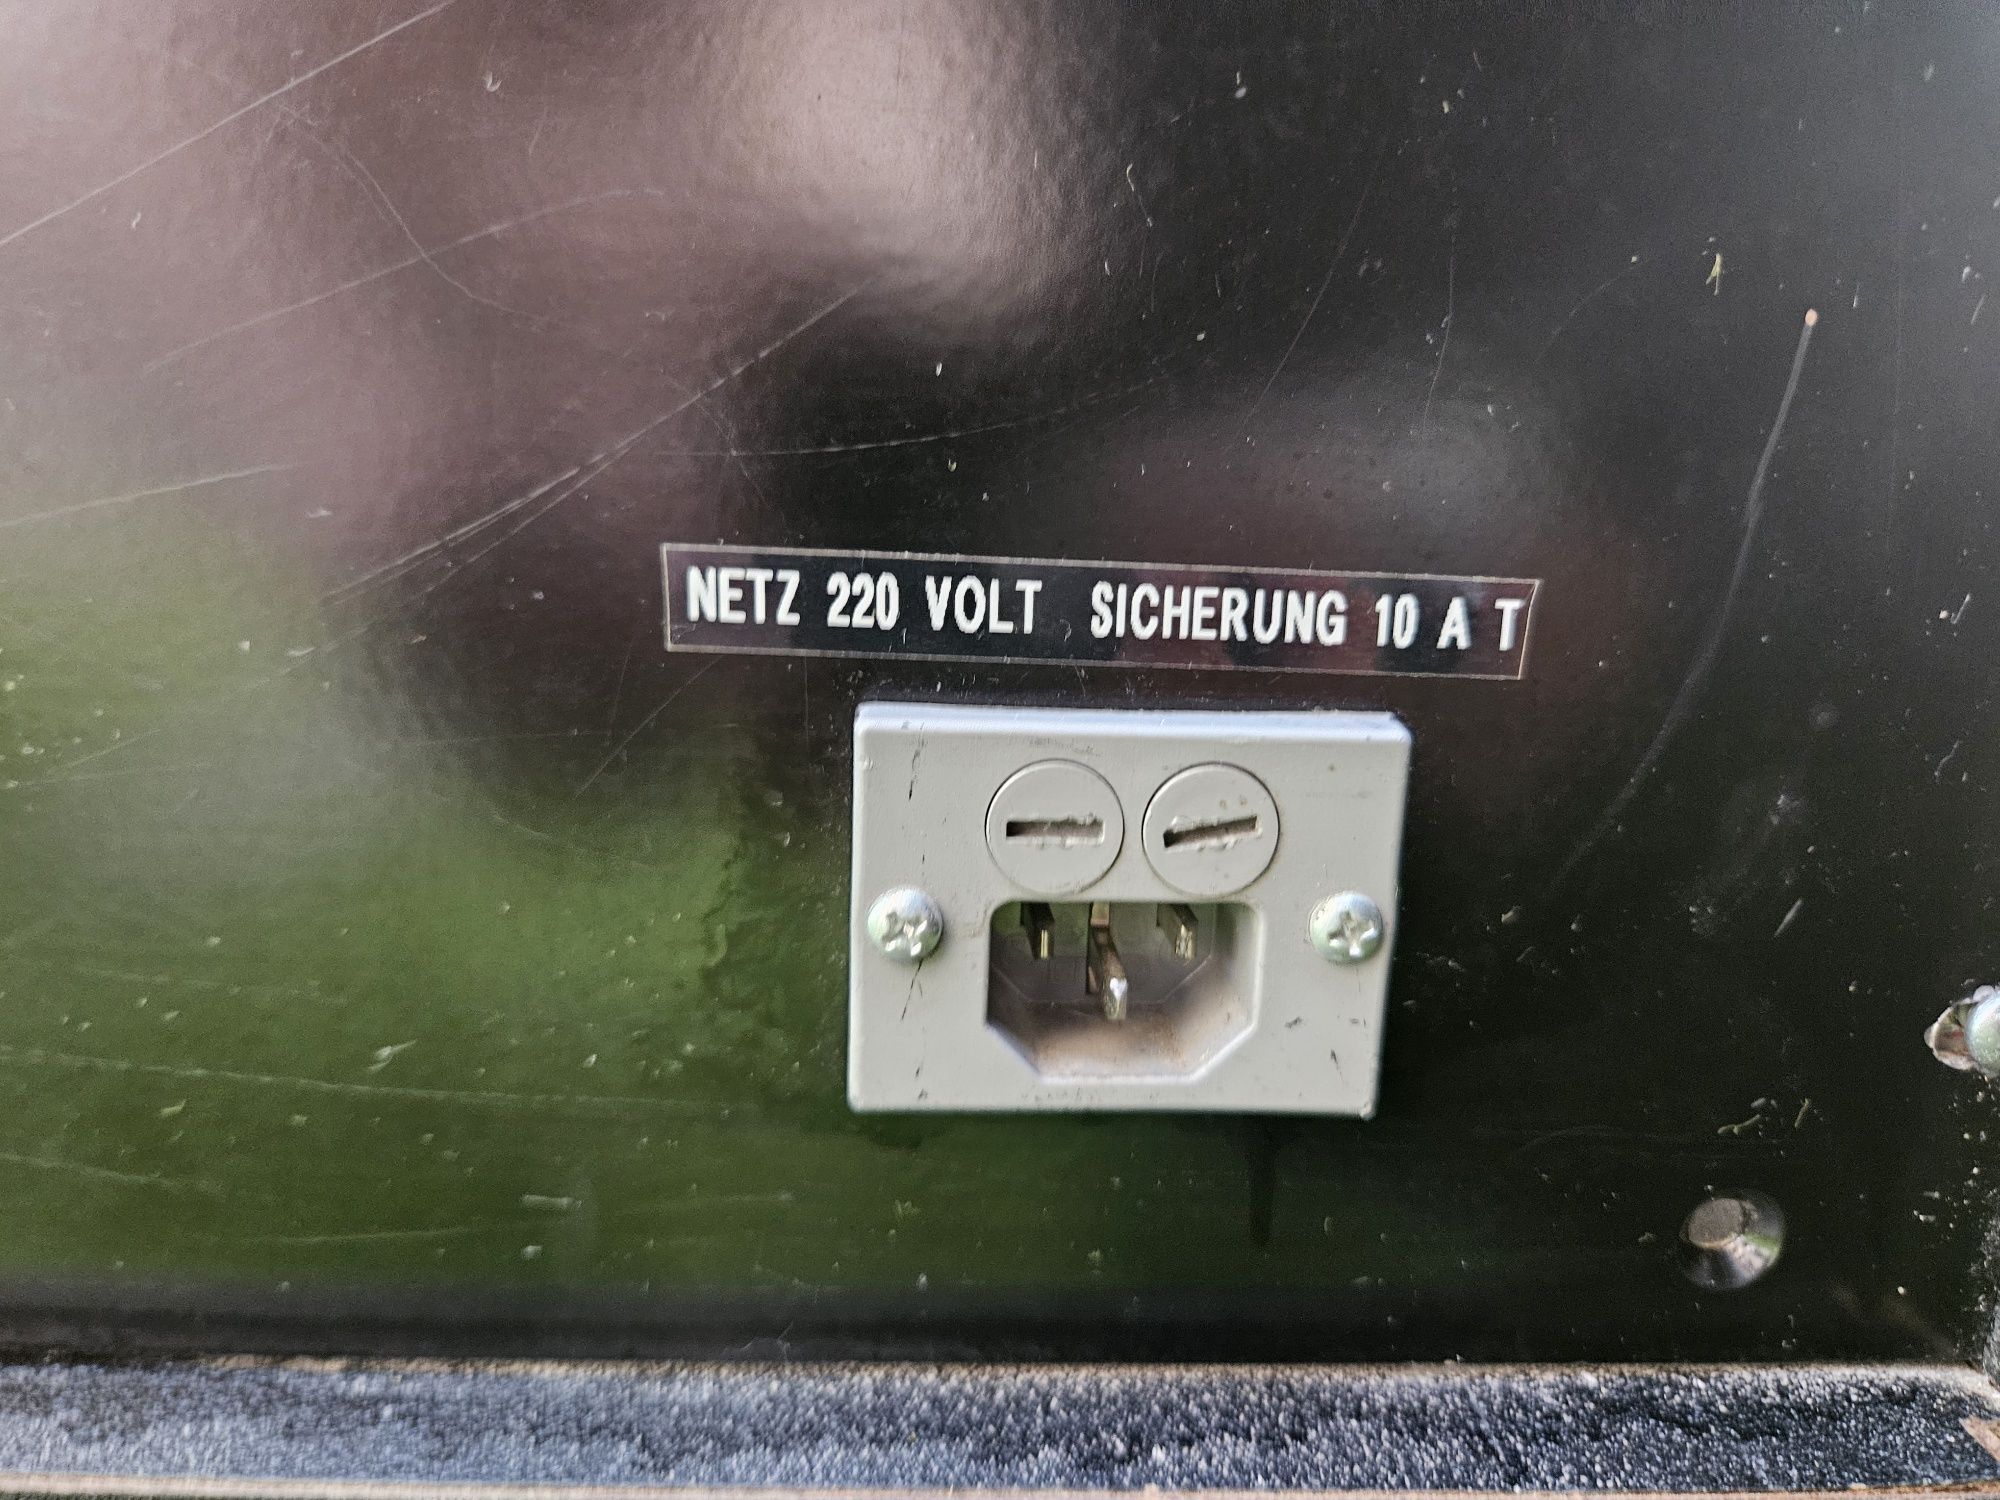 NETZ 220 VOLT SICHERUNG 10 A T